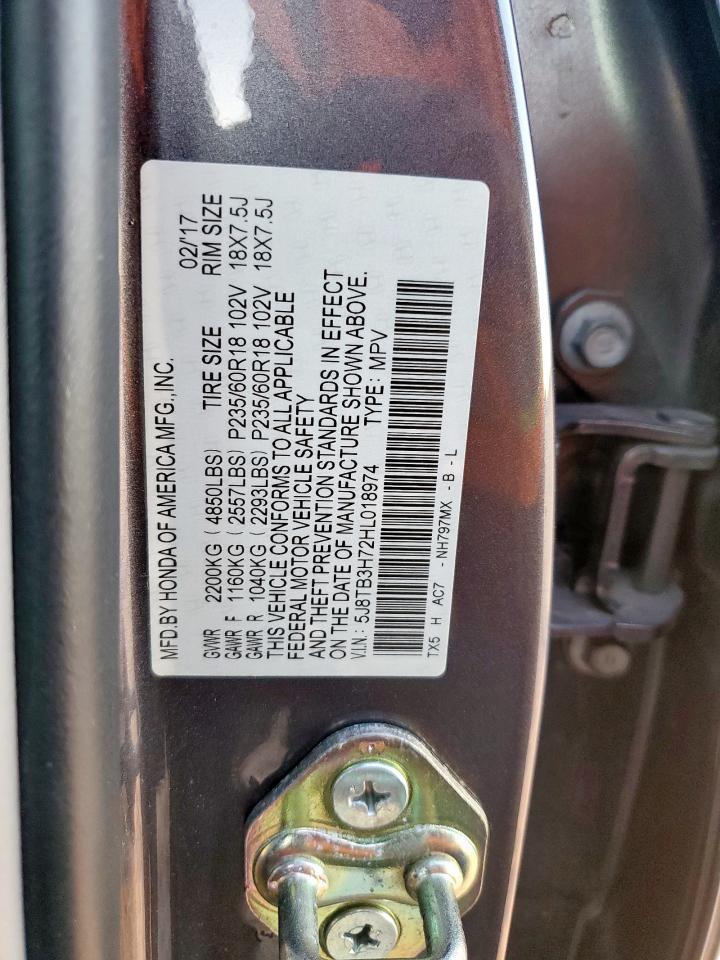 MFD.BY HONDA OF AMERICA MFG.,INC. 02/'17
GVWR 2200KG ( 4850LBS) TIRE SIZE RIM SIZE
GAWR F 1160KG ( 2557LBS) P235/60R18 102V 18X7.5J
GAWR R 1040KG ( 2293LBS) P235/60R18 102V 18X7.5J
THIS VEHICLE CONFORMS TO ALL APPLICABLE
FEDERAL MOTOR VEHICLE SAFETY
AND THEFT PREVENTION STANDARDS IN EFFECT
ON THE DATE OF MANUFACTURE SHOWN ABOVE.
V.I.N.: 5J8TB3H72HL018974 TYPE: MPV
TX5 H AC7 - NH797MX - B - L